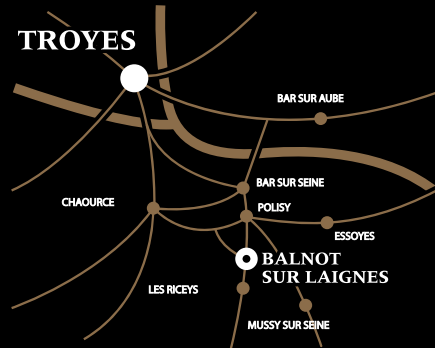 TROYES
BAR SUR AUBE
BAR SUR SEINE
CHAOURCE
POLISY
ESSOYES
BALNOT
SUR LAIGNES
LES RICEYS
MUSSY SUR SEINE